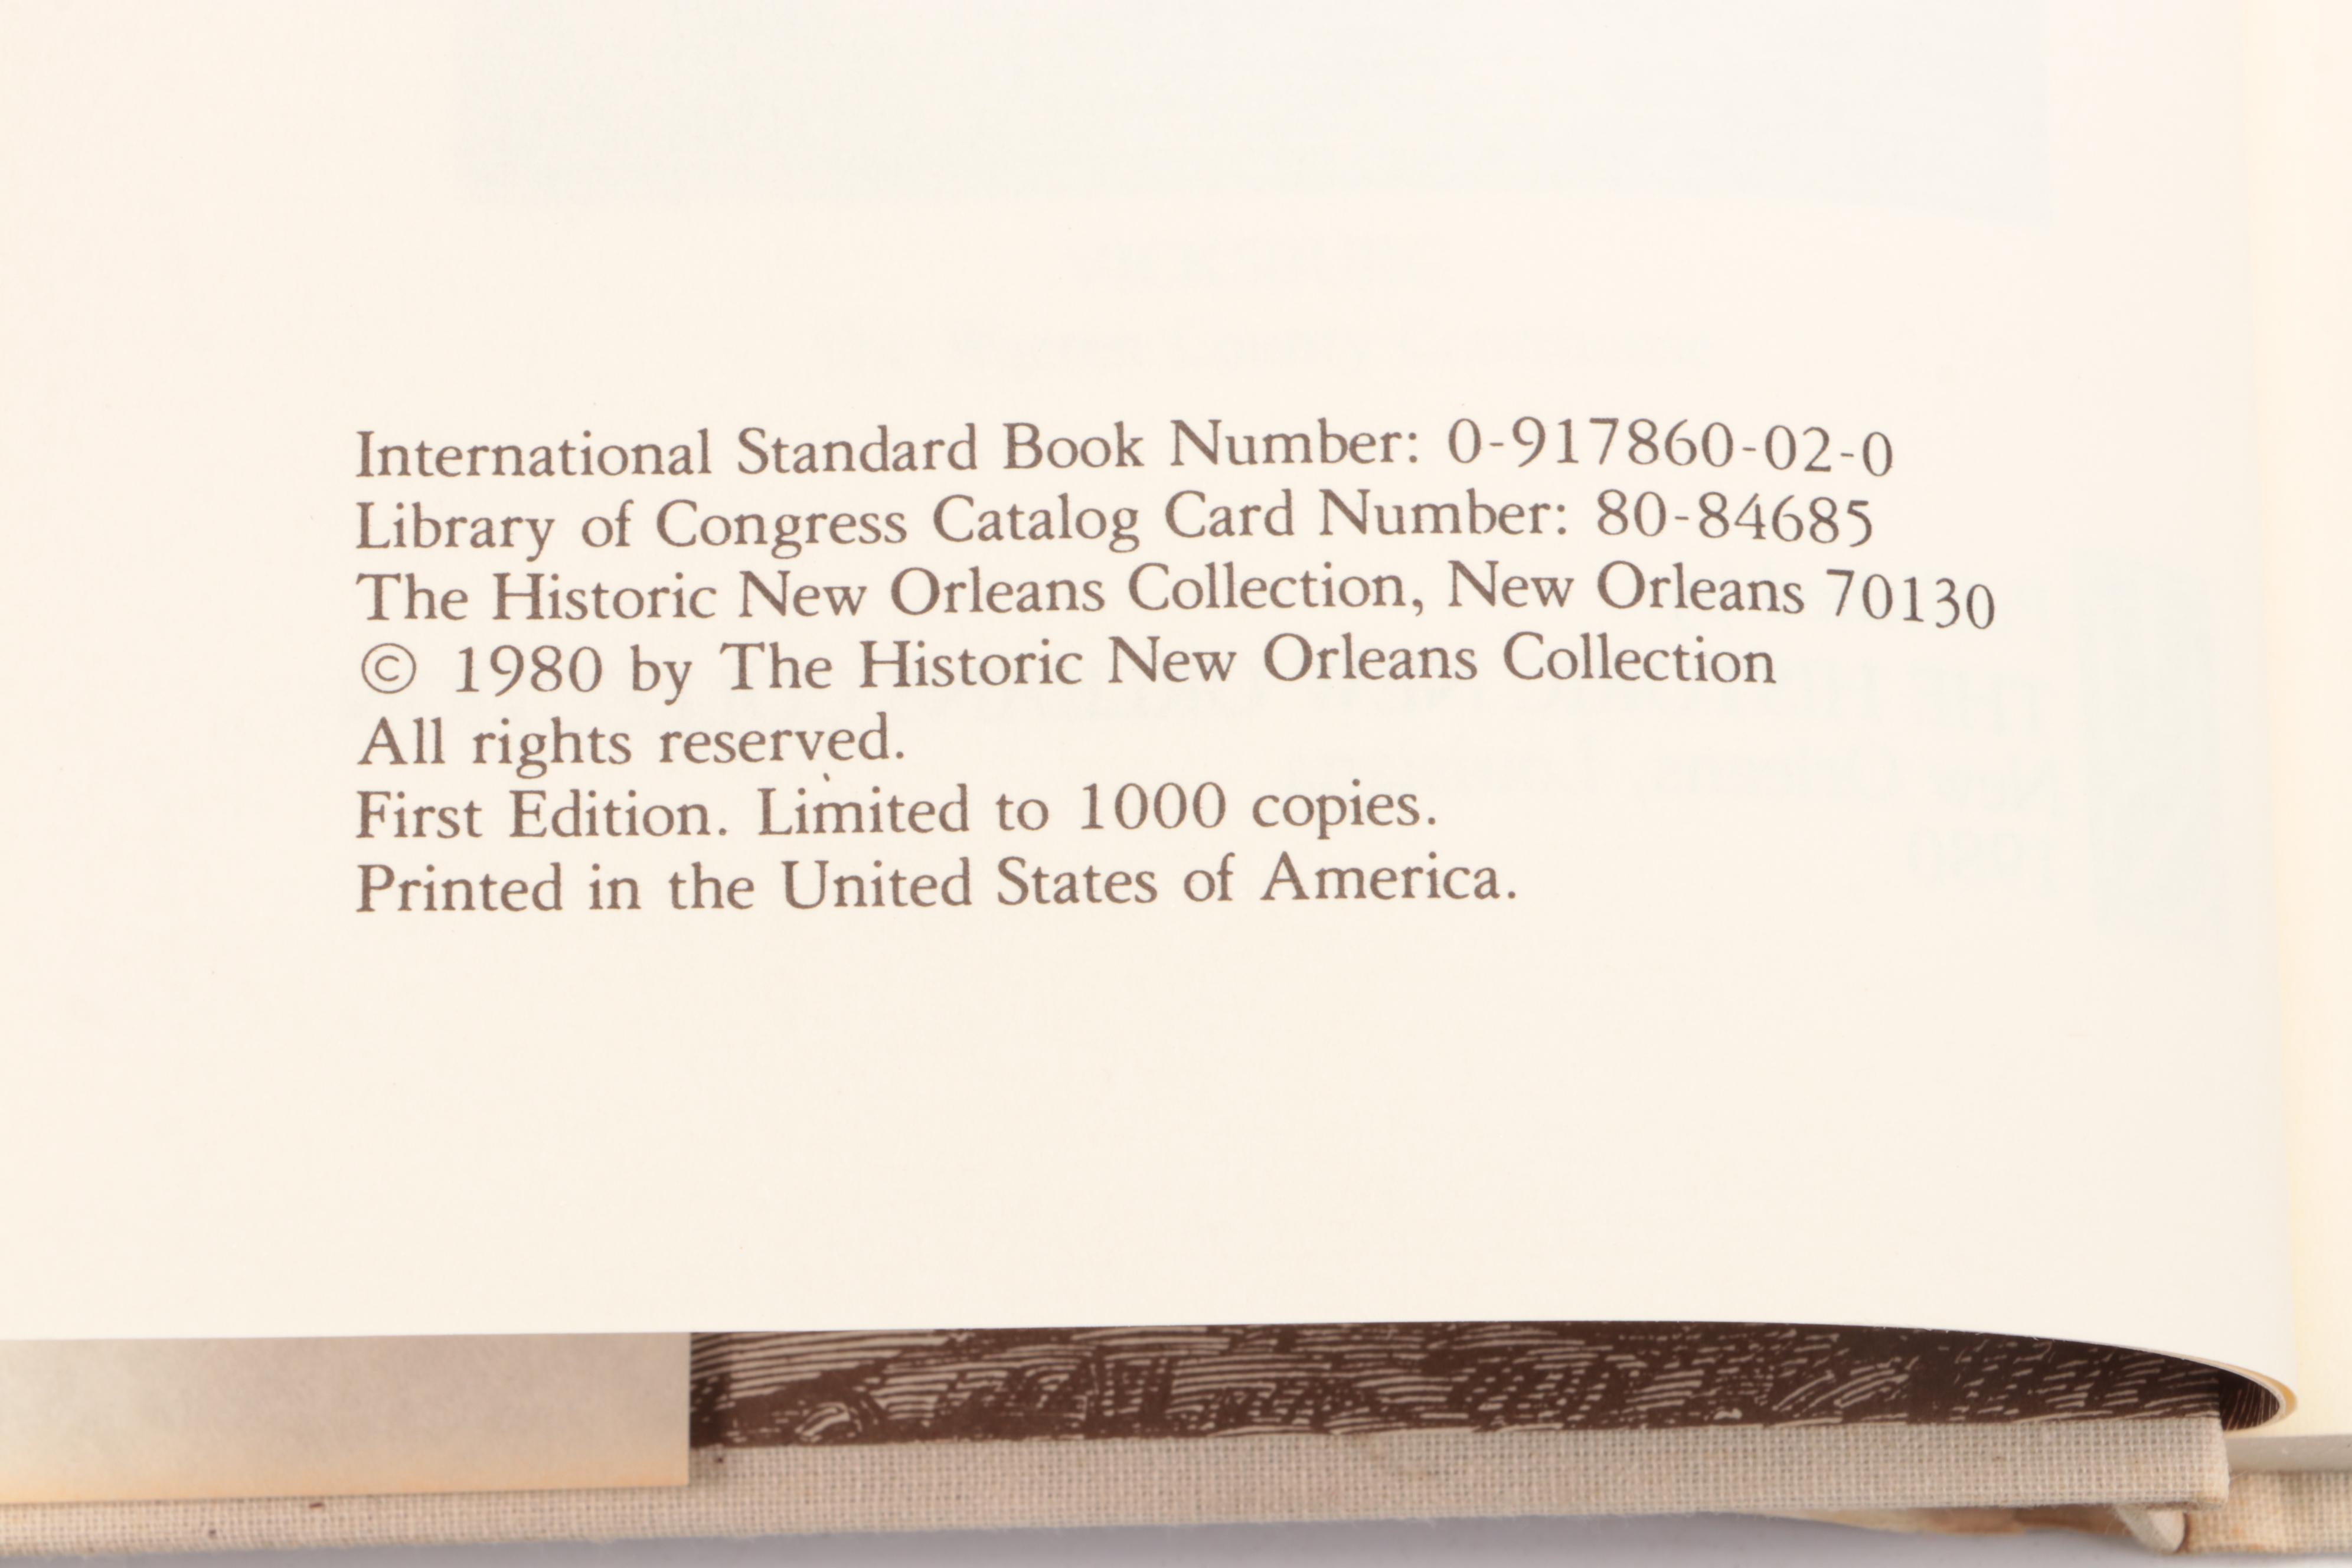 International Standard Book Number: 0-917860-02-0
Library of Congress Catalog Card Number: 80-84685
The Historic New Orleans Collection, New Orleans 70130
© 1980 by The Historic New Orleans Collection
All rights reserved.
First Edition. Limited to 1000 copies.
Printed in the United States of America.